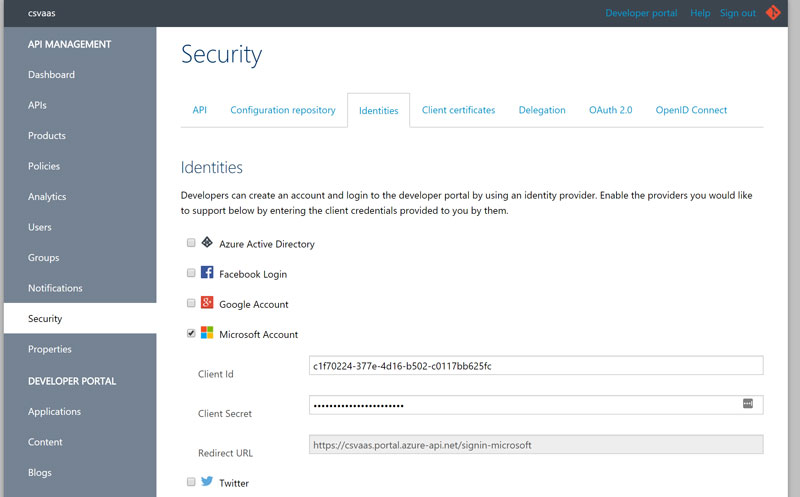 csvaas
Developer portal Help Sign out
API MANAGEMENT
Dashboard
APIs
Products
Policies
Analytics
Users
Groups
Notifications
Security
Properties
DEVELOPER PORTAL
Applications
Content
Blogs
Security
API Configuration repository Identities Client certificates Delegation OAuth 2.0 OpenID Connect
Identities
Developers can create an account and login to the developer portal by using an identity provider. Enable the providers you would like
to support below by entering the client credentials provided to you by them.
Azure Active Directory
Facebook Login
Google Account
Microsoft Account
Client Id c1f70224-377e-4d16-b502-c0117bb625fc
Client Secret •••••••••••••••••••••••
Redirect URL https://csvaas.portal.azure-api.net/signin-microsoft
Twitter